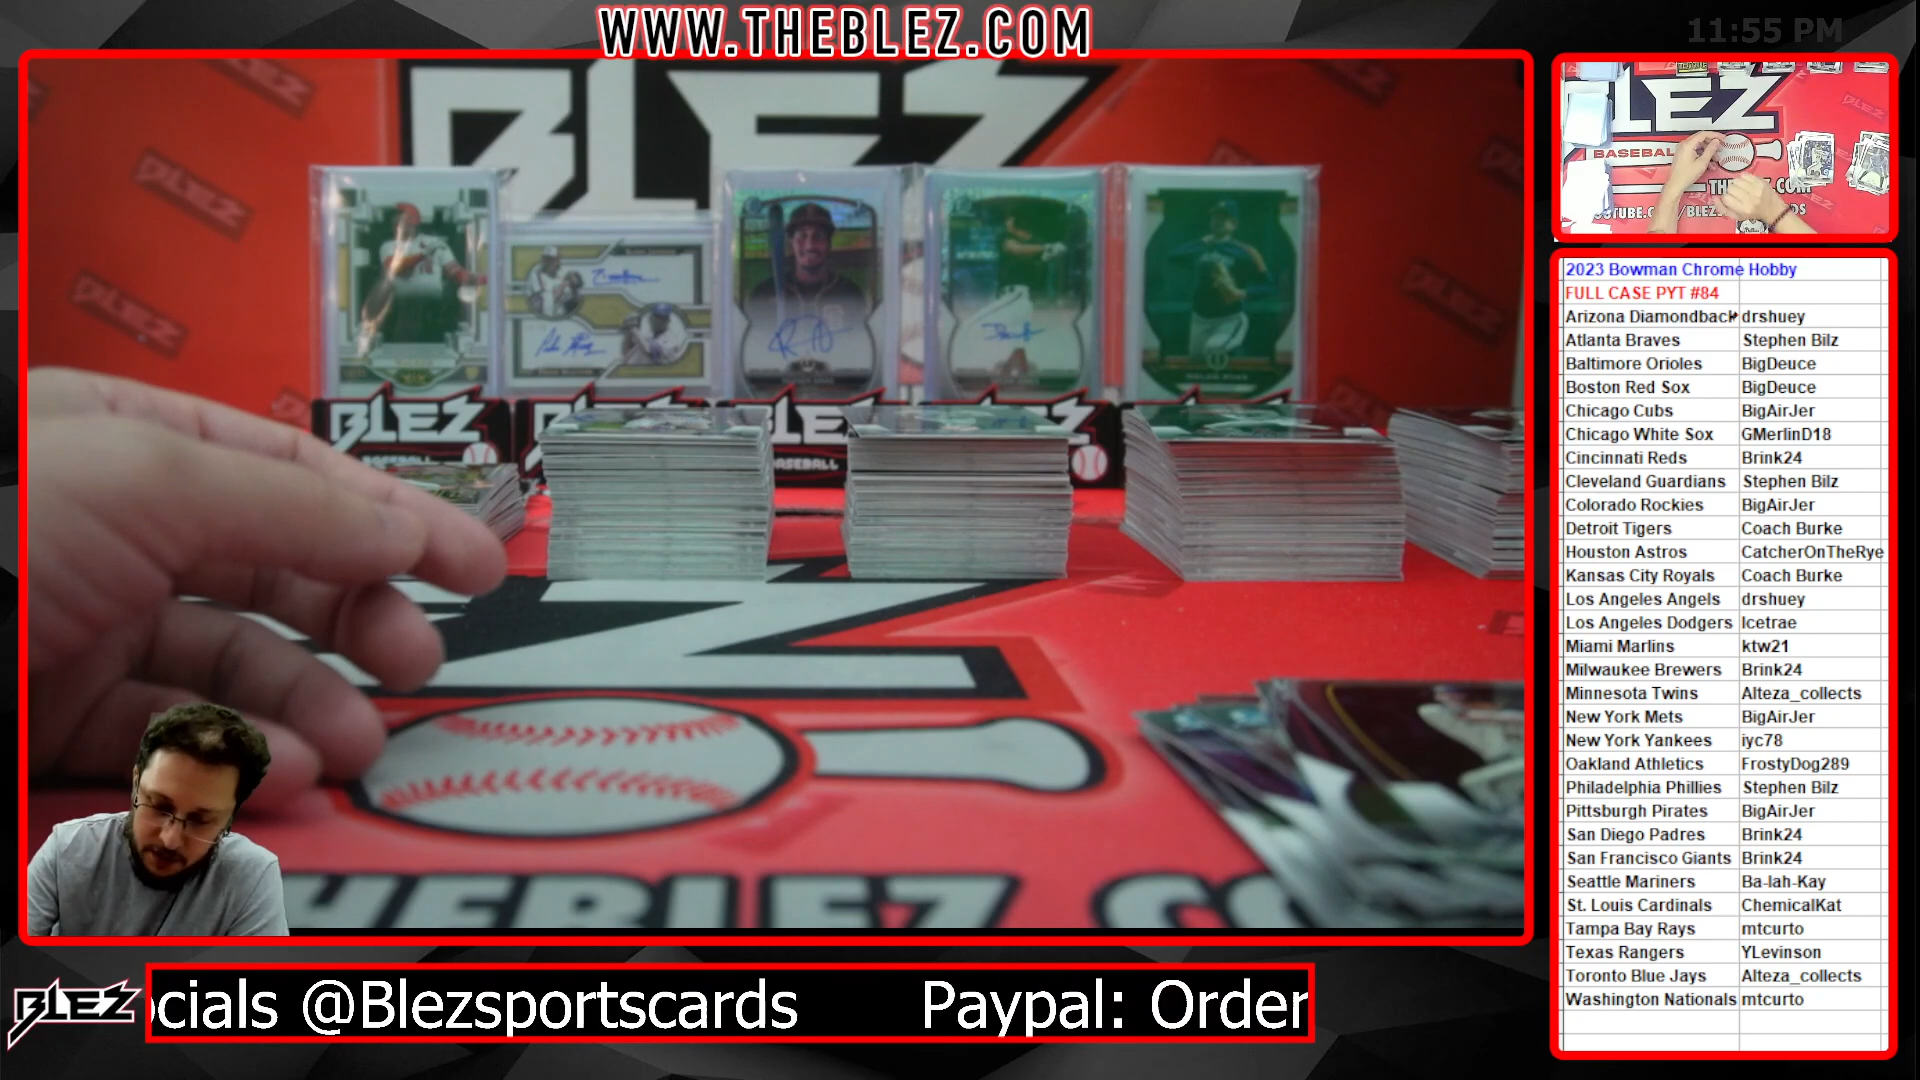 WWW.THEBLEZ.COM
11:55 PM
BLEZ
BLEZ
BASEBALL
BLEZ
BASEBALL
2023 Bowman Chrome Hobby
FULL CASE PYT #84
Arizona Diamondback drshuey
Atlanta Braves Stephen Bilz
Baltimore Orioles BigDeuce
Boston Red Sox BigDeuce
Chicago Cubs BigAirJer
Chicago White Sox GMerlinD18
Cincinnati Reds Brink24
Cleveland Guardians Stephen Bilz
Colorado Rockies BigAirJer
Detroit Tigers Coach Burke
Houston Astros CatcherOnTheRye
Kansas City Royals Coach Burke
Los Angeles Angels drshuey
Los Angeles Dodgers Icetrae
Miami Marlins ktw21
Milwaukee Brewers Brink24
Minnesota Twins Alteza_collects
New York Mets BigAirJer
New York Yankees iyc78
Oakland Athletics FrostyDog289
Philadelphia Phillies Stephen Bilz
Pittsburgh Pirates BigAirJer
San Diego Padres Brink24
San Francisco Giants Brink24
Seattle Mariners Ba-lah-Kay
St. Louis Cardinals ChemicalKat
Tampa Bay Rays mtcurto
Texas Rangers YLevinson
Toronto Blue Jays Alteza_collects
Washington Nationals mtcurto
BLEZ
ocials @Blezsportscards Paypal: Order